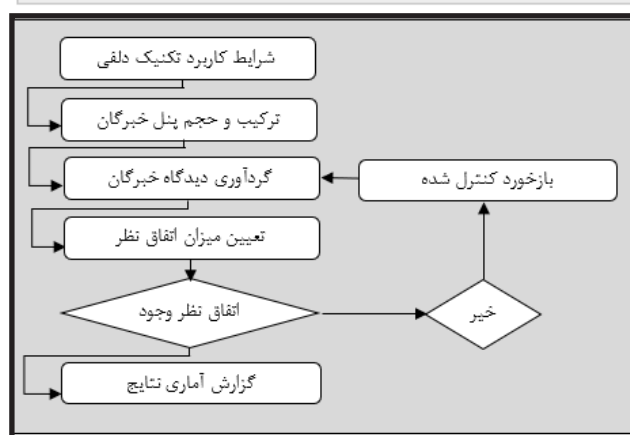 شرایط کاربرد تکنیک دلفی
ترکیب و حجم پنل خبرگان
گردآوری دیدگاه خبرگان
بازخورد کنترل شده
تعیین میزان اتفاق نظر
اتفاق نظر وجود
خیر
گزارش آماری نتایج